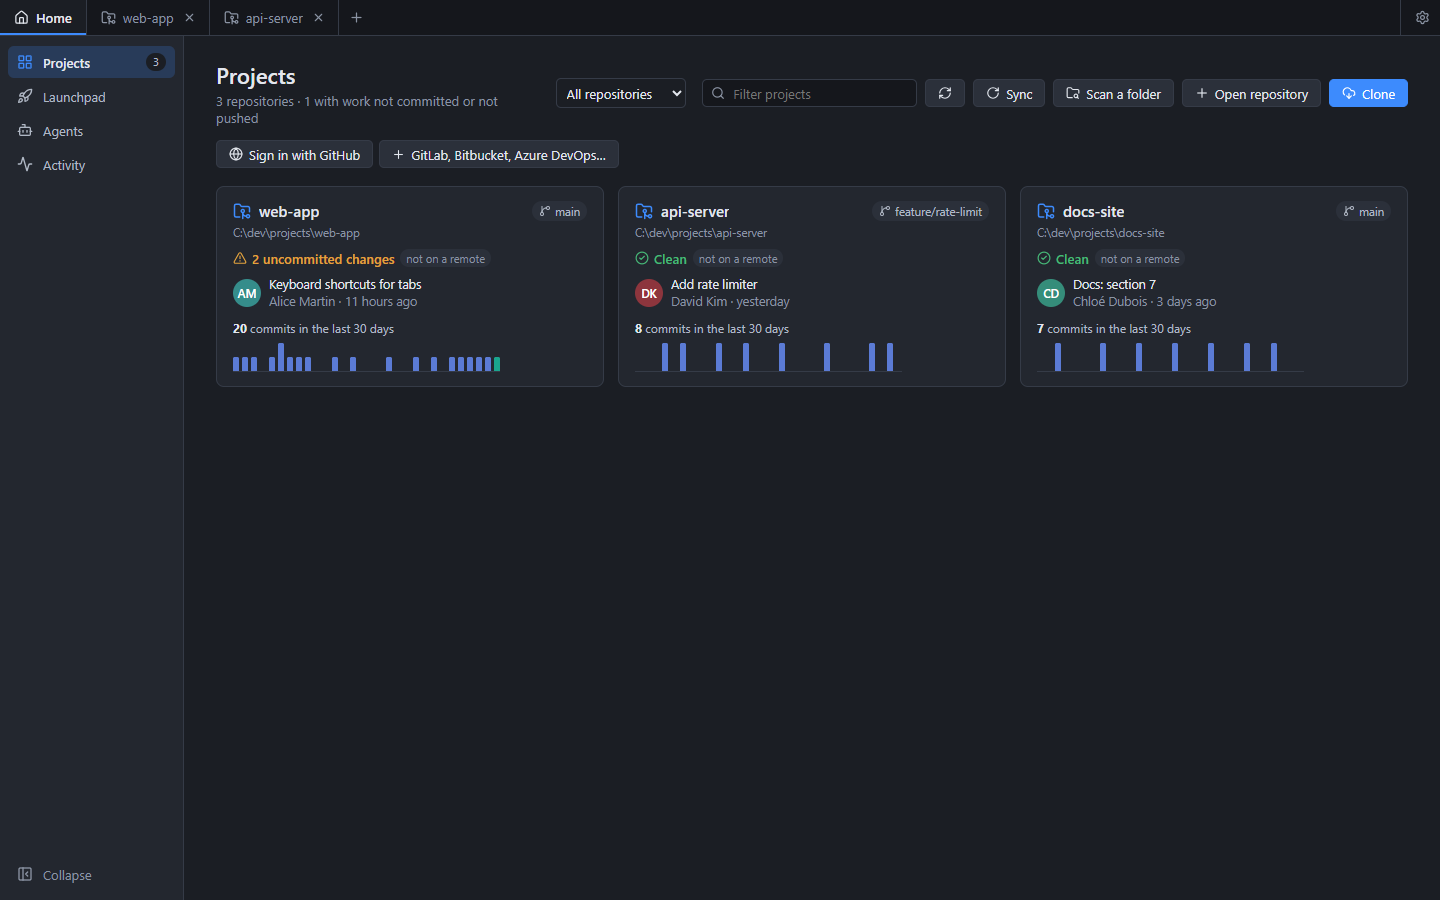 Home
web-app
api-server
Projects
3
Launchpad
Agents
Activity
Collapse
Projects
3 repositories · 1 with work not committed or not
pushed
All repositories
Filter projects
Sync
Scan a folder
Open repository
Clone
Sign in with GitHub
GitLab, Bitbucket, Azure DevOps...
web-app
main
C:\dev\projects\web-app
2 uncommitted changes
not on a remote
AM
Keyboard shortcuts for tabs
Alice Martin · 11 hours ago
20 commits in the last 30 days
api-server
feature/rate-limit
C:\dev\projects\api-server
Clean
not on a remote
DK
Add rate limiter
David Kim · yesterday
8 commits in the last 30 days
docs-site
main
C:\dev\projects\docs-site
Clean
not on a remote
CD
Docs: section 7
Chloé Dubois · 3 days ago
7 commits in the last 30 days